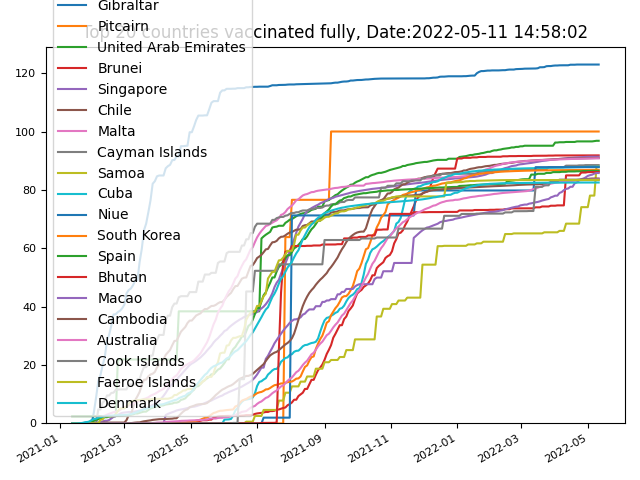 Gibraltar
Top 20 countries vaccinated fully, Date:2022-05-11 14:58:02
Pitcairn
United Arab Emirates
Brunei
Singapore
Chile
Malta
Cayman Islands
Samoa
Cuba
Niue
South Korea
Spain
Bhutan
Macao
Cambodia
Australia
Cook Islands
Faeroe Islands
Denmark
120
100
80
60
40
20
0
2021-01
2021-03
2021-05
2021-07
2021-09
2021-11
2022-01
2022-03
2022-05